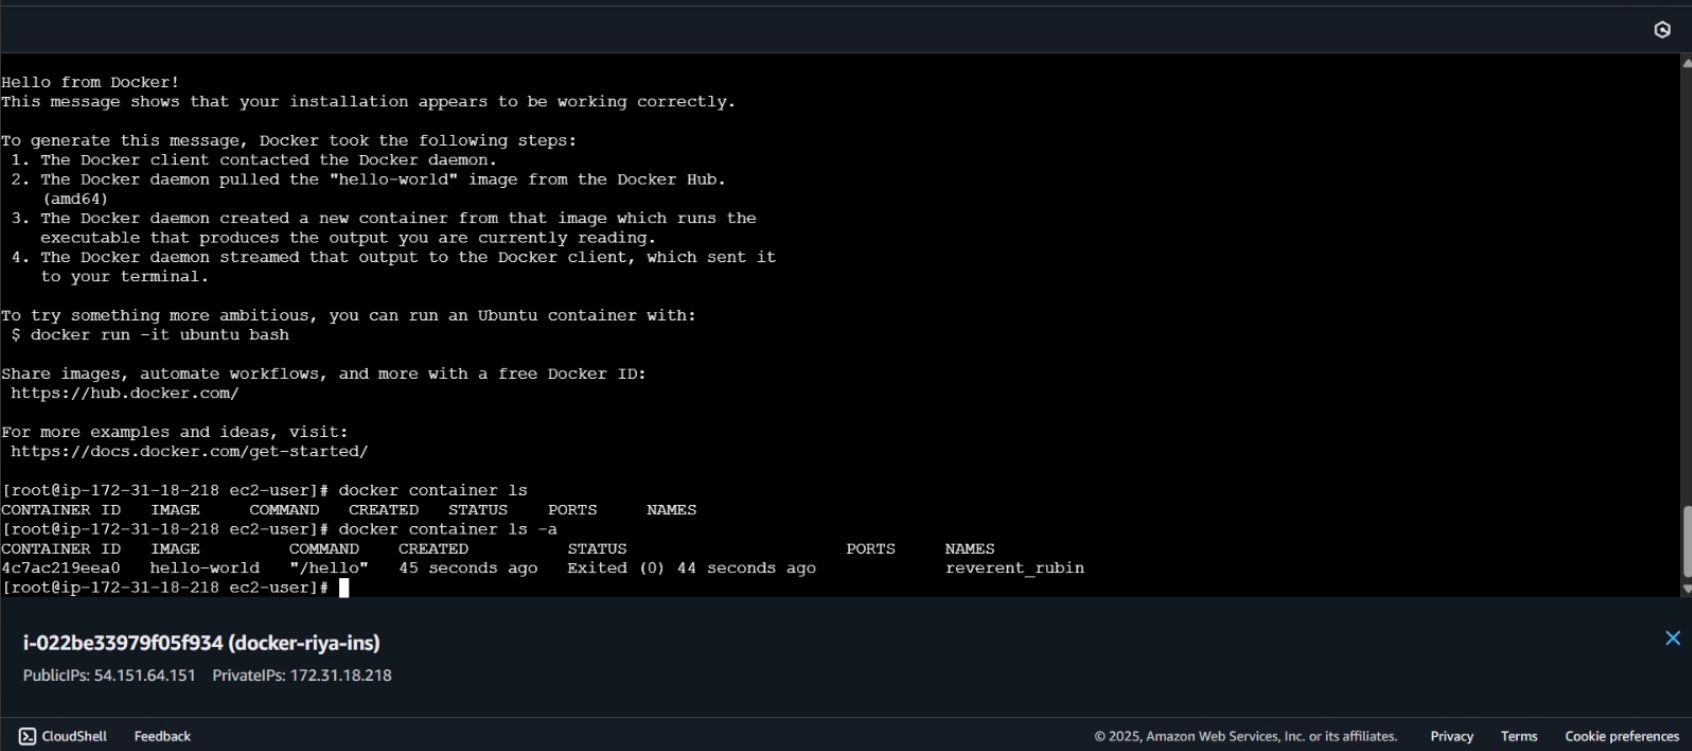 Hello from Docker!
This message shows that your installation appears to be working correctly.
To generate this message, Docker took the following steps:
1. The Docker client contacted the Docker daemon.
2. The Docker daemon pulled the "hello-world" image from the Docker Hub.
(amd64)
3. The Docker daemon created a new container from that image which runs the
executable that produces the output you are currently reading.
4. The Docker daemon streamed that output to the Docker client, which sent it
to your terminal.
To try something more ambitious, you can run an Ubuntu container with:
$ docker run -it ubuntu bash
Share images, automate workflows, and more with a free Docker ID:
https://hub.docker.com/
For more examples and ideas, visit:
https://docs.docker.com/get-started/
[root@ip-172-31-18-218 ec2-user]# docker container ls
CONTAINER ID   IMAGE     COMMAND   CREATED   STATUS    PORTS     NAMES
[root@ip-172-31-18-218 ec2-user]# docker container ls -a
CONTAINER ID   IMAGE         COMMAND    CREATED          STATUS                      PORTS     NAMES
4c7ac219eea0   hello-world   "/hello"   45 seconds ago   Exited (0) 44 seconds ago             reverent_rubin
[root@ip-172-31-18-218 ec2-user]#
i-022be33979f05f934 (docker-riya-ins)
PublicIPs: 54.151.64.151 PrivateIPs: 172.31.18.218
CloudShell Feedback © 2025, Amazon Web Services, Inc. or its affiliates. Privacy Terms Cookie preferences